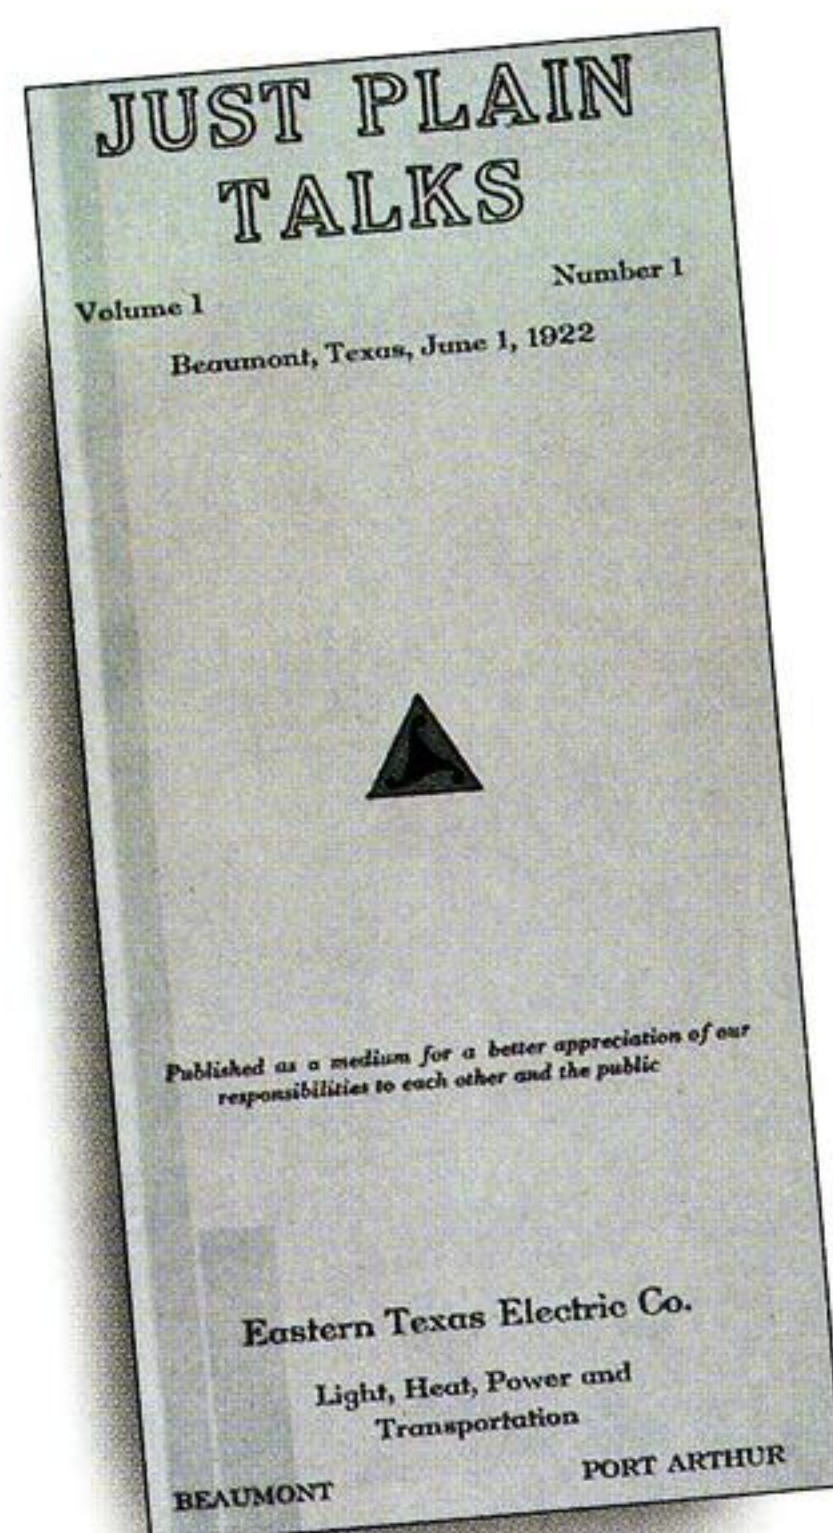 JUST PLAIN
TALKS
Volume 1 Number 1
Beaumont, Texas, June 1, 1922
Published as a medium for a better appreciation of our
responsibilities to each other and the public
Eastern Texas Electric Co.
Light, Heat, Power and
Transportation
BEAUMONT PORT ARTHUR